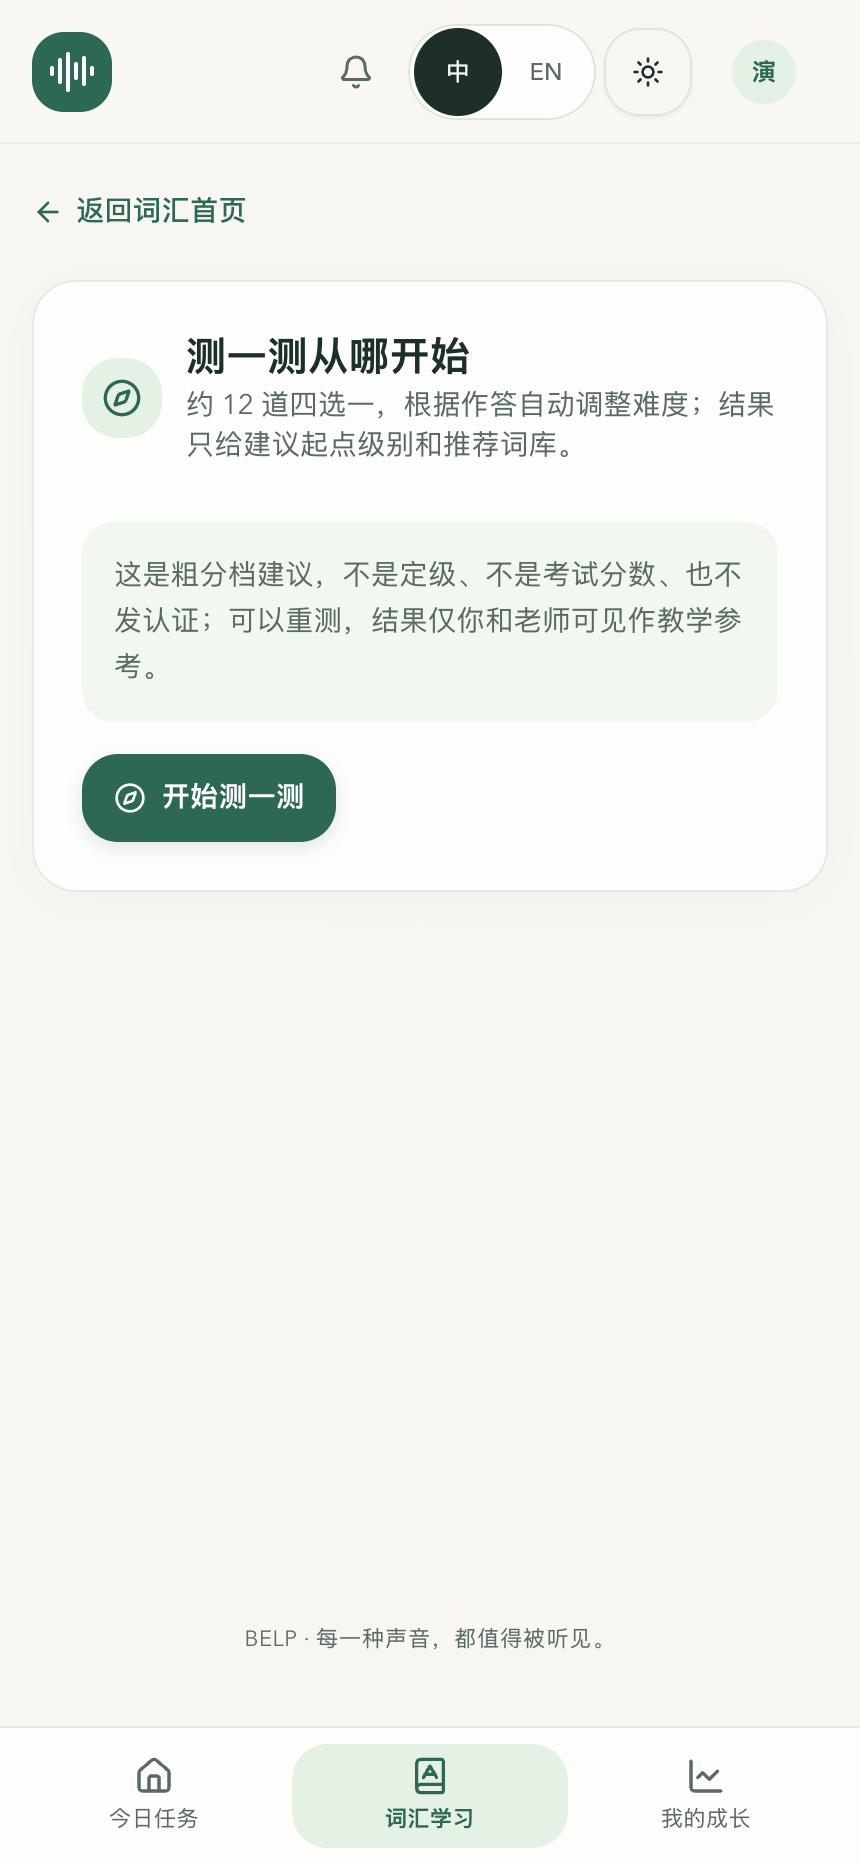 中
EN
演
返回词汇首页
测一测从哪开始
约 12 道四选一，根据作答自动调整难度；结果
只给建议起点级别和推荐词库。
这是粗分档建议，不是定级、不是考试分数、也不
发认证；可以重测，结果仅你和老师可见作教学参
考。
开始测一测
BELP · 每一种声音，都值得被听见。
今日任务
词汇学习
我的成长